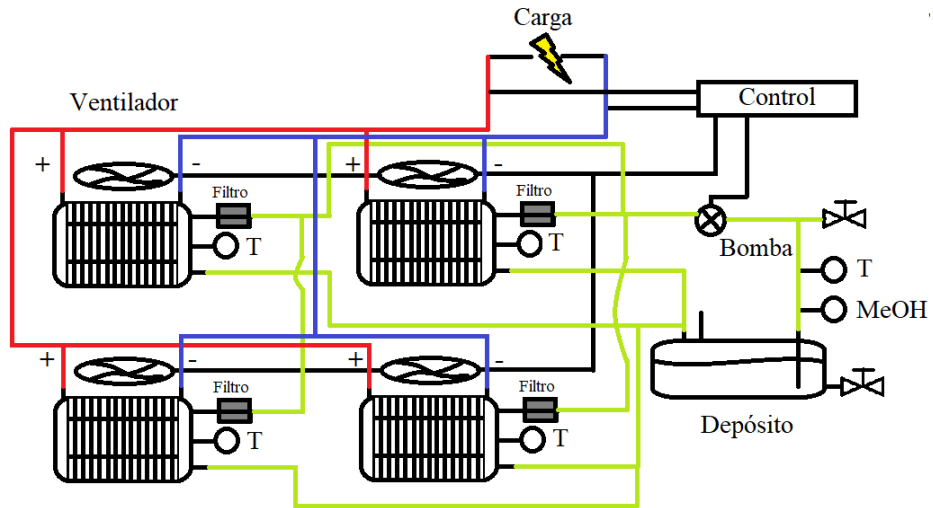 Carga
Ventilador
Control
+
-
+
-
Filtro
Filtro
T
T
Bomba
T
MeOH
+
-
+
-
Filtro
Filtro
T
T
Depósito